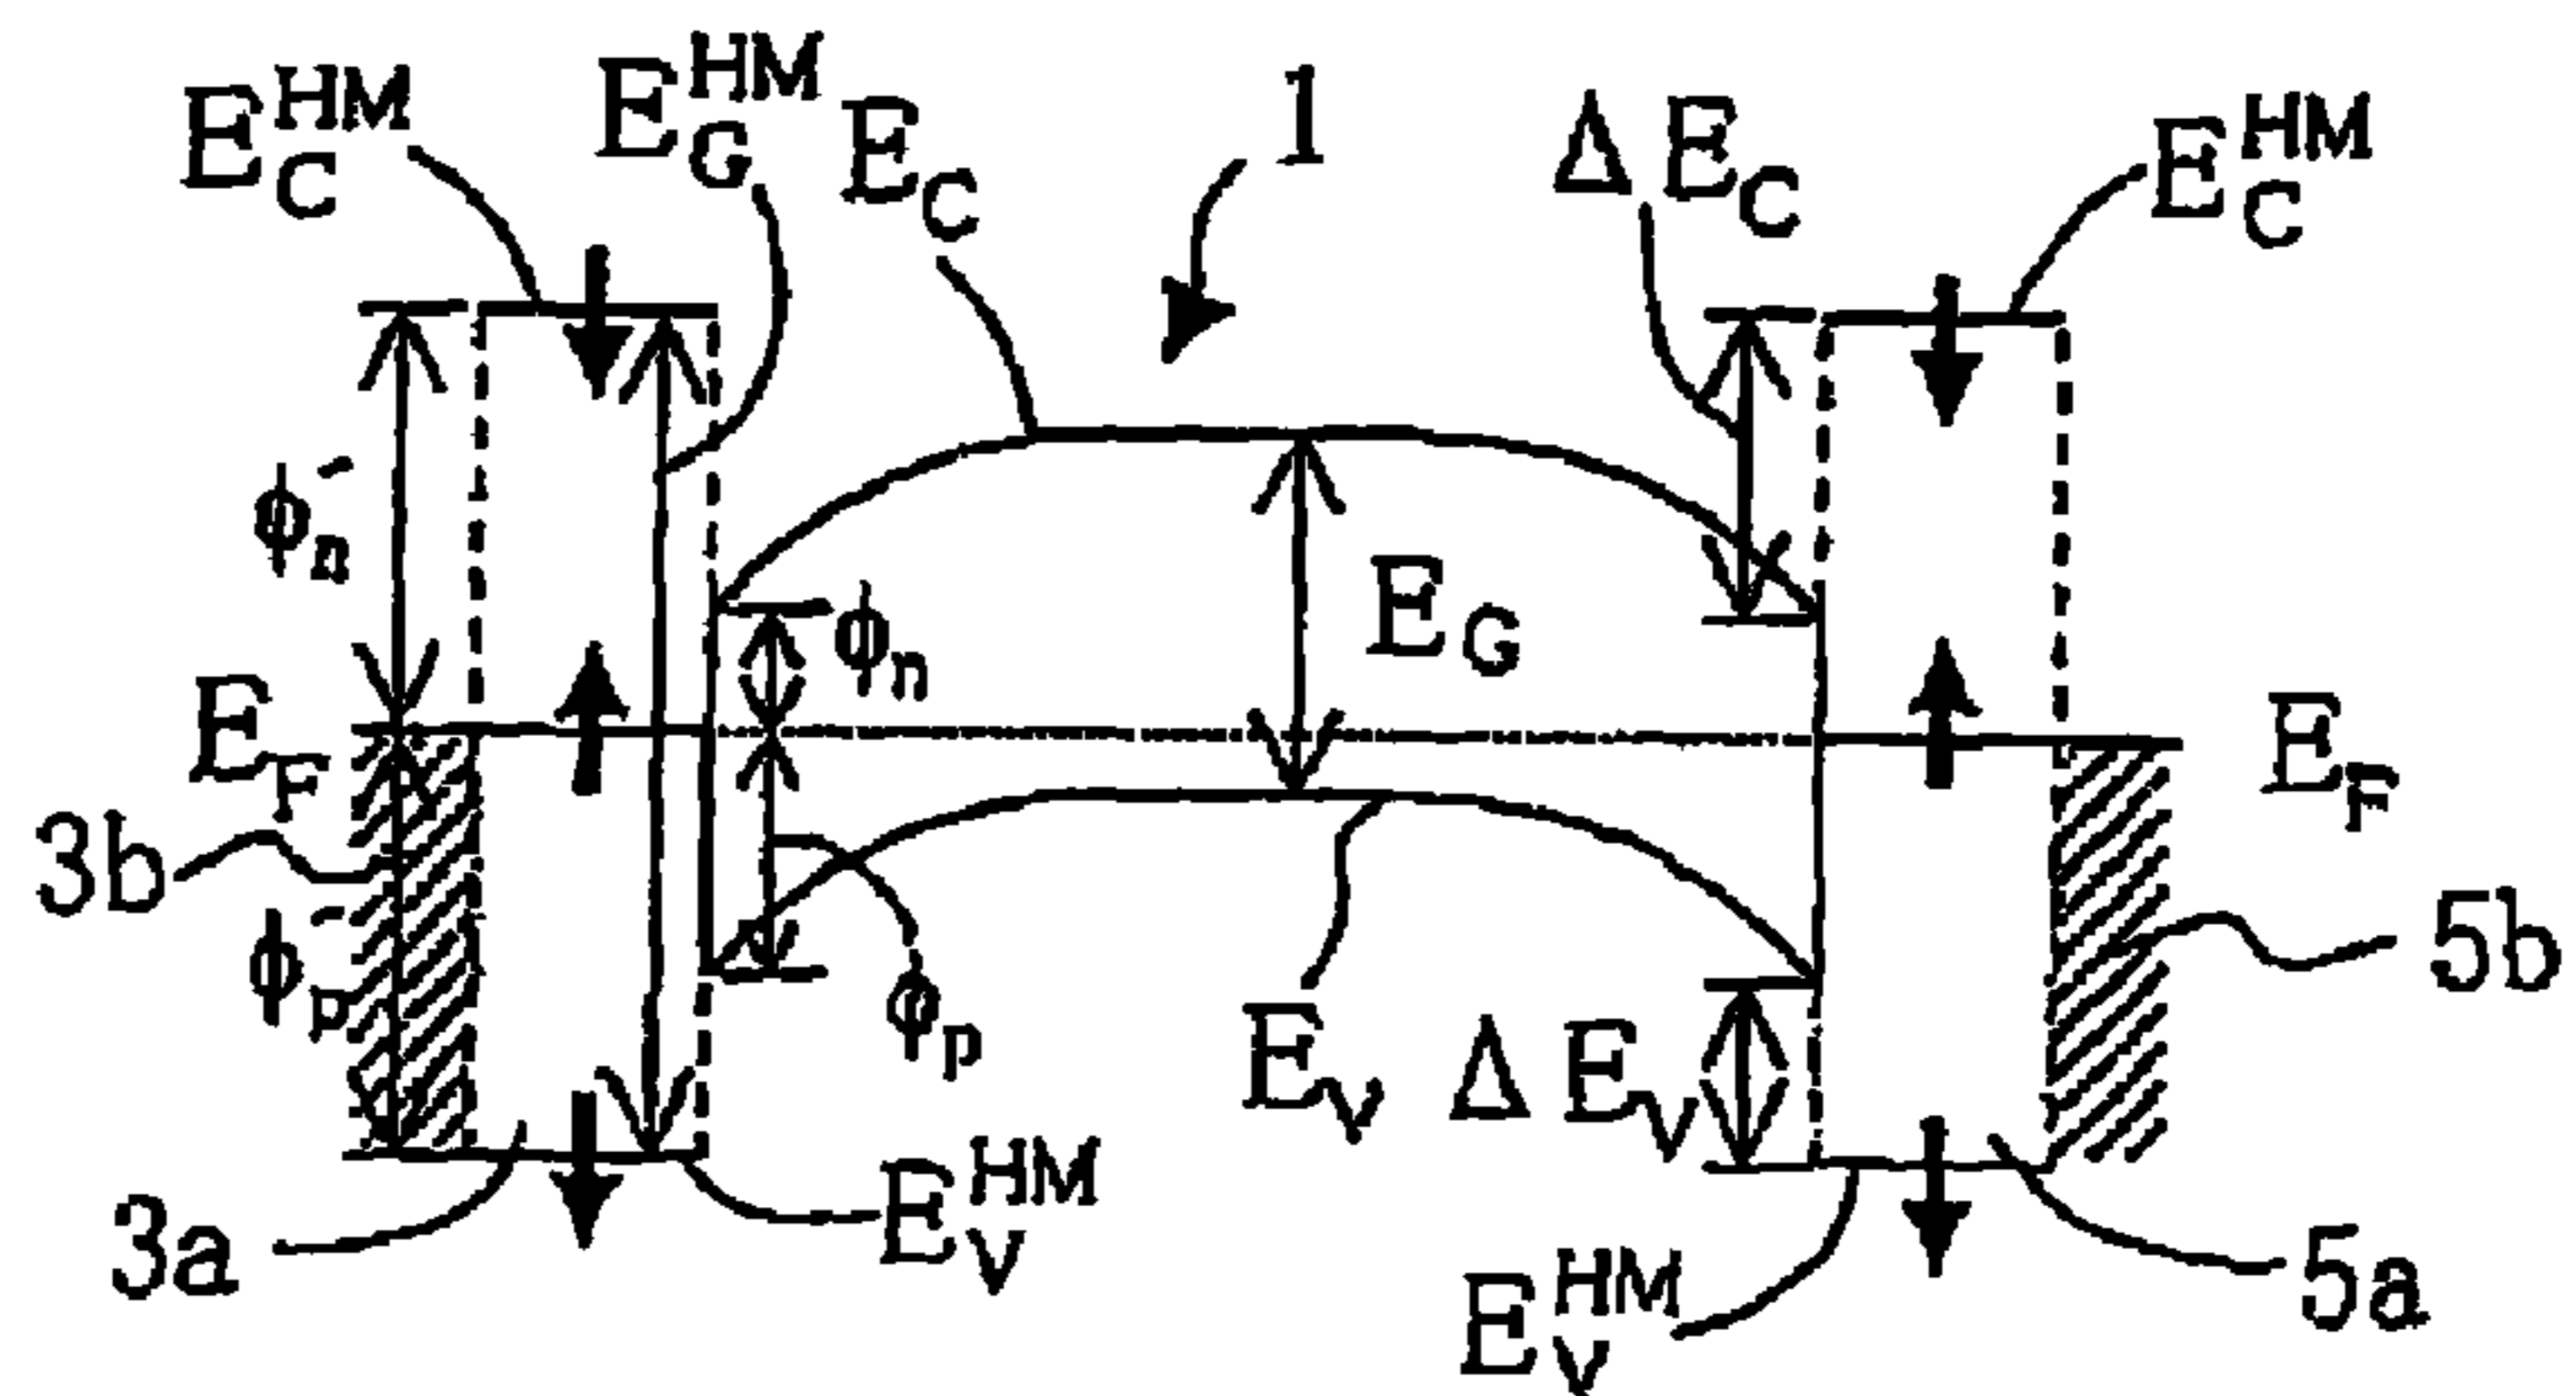 E_C^HM
E_G^HM
E_C
1
ΔE_C
E_C^HM
ϕ_n′
E_G
ϕ_n
E_F
E_F
3b
ϕ_p′
5b
ϕ_p
E_V
ΔE_V
E_V^HM
3a
5a
E_V^HM